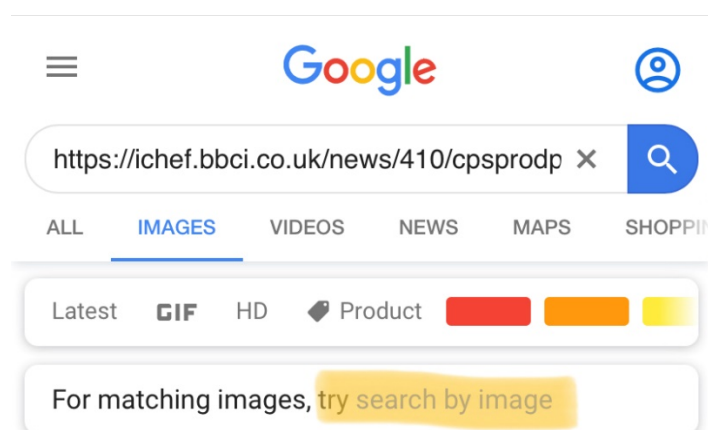 Google
https://ichef.bbci.co.uk/news/410/cpsprodp
ALL IMAGES VIDEOS NEWS MAPS SHOPPIN
Latest GIF HD Product
For matching images, try search by image